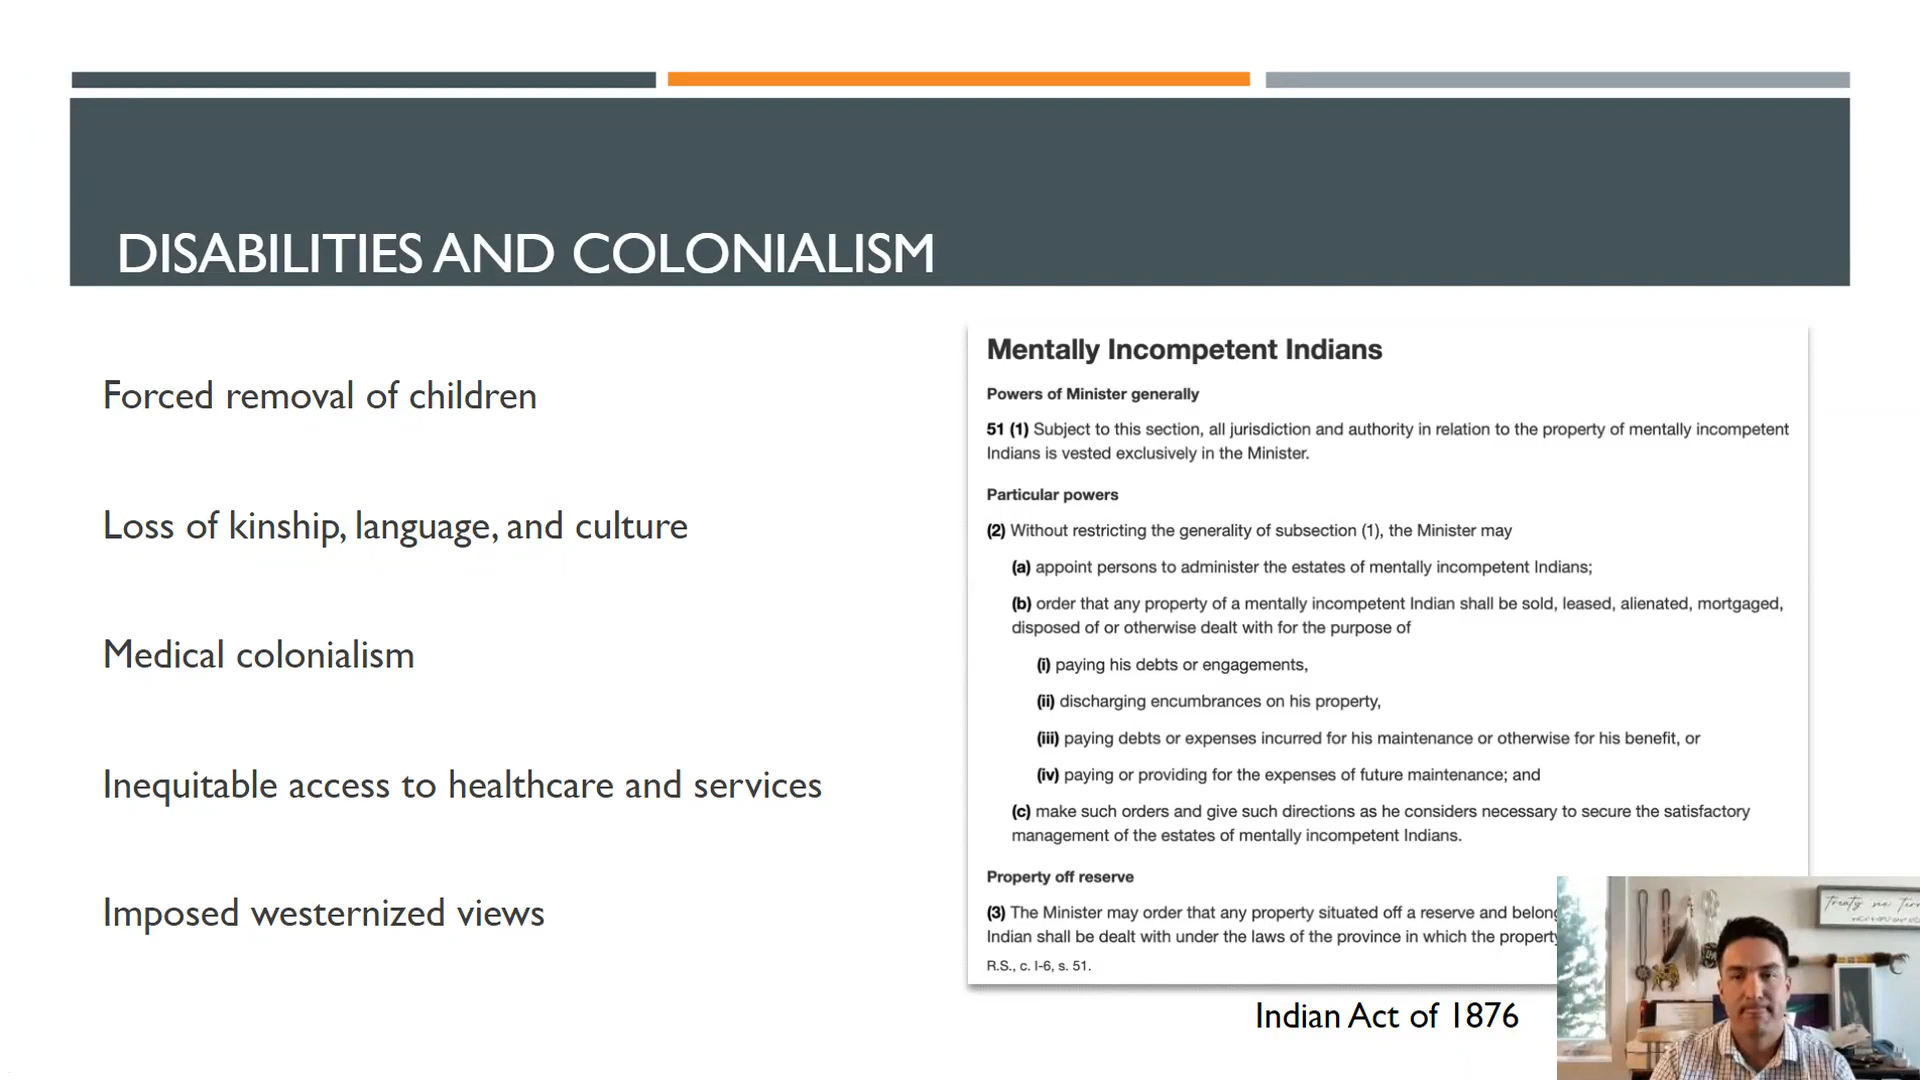 DISABILITIES AND COLONIALISM
Forced removal of children
Loss of kinship, language, and culture
Medical colonialism
Inequitable access to healthcare and services
Imposed westernized views
Mentally Incompetent Indians
Powers of Minister generally
51 (1) Subject to this section, all jurisdiction and authority in relation to the property of mentally incompetent
Indians is vested exclusively in the Minister.
Particular powers
(2) Without restricting the generality of subsection (1), the Minister may
(a) appoint persons to administer the estates of mentally incompetent Indians;
(b) order that any property of a mentally incompetent Indian shall be sold, leased, alienated, mortgaged,
disposed of or otherwise dealt with for the purpose of
(i) paying his debts or engagements,
(ii) discharging encumbrances on his property,
(iii) paying debts or expenses incurred for his maintenance or otherwise for his benefit, or
(iv) paying or providing for the expenses of future maintenance; and
(c) make such orders and give such directions as he considers necessary to secure the satisfactory
management of the estates of mentally incompetent Indians.
Property off reserve
(3) The Minister may order that any property situated off a reserve and belong
Indian shall be dealt with under the laws of the province in which the property
R.S., c. I-6, s. 51.
Indian Act of 1876
Treaty